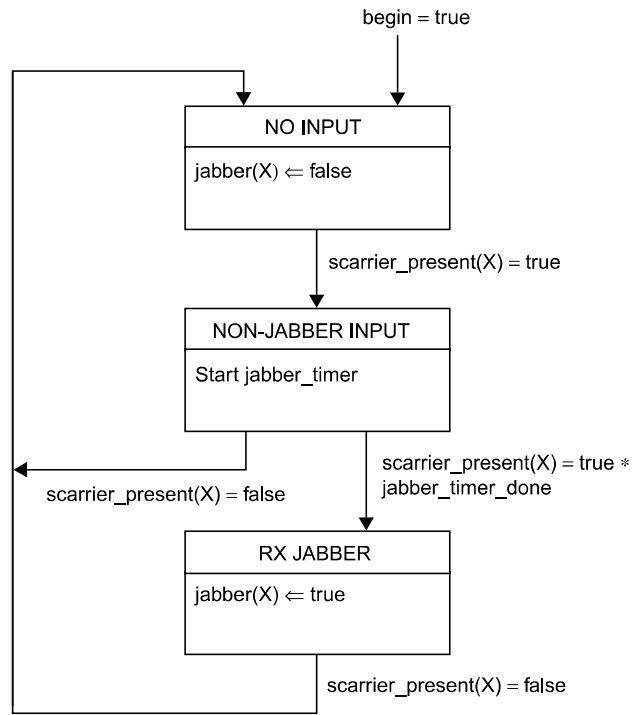 begin = true
NO INPUT
jabber(X) ⇐ false
scarrier_present(X) = true
NON-JABBER INPUT
Start jabber_timer
scarrier_present(X) = true *
jabber_timer_done
scarrier_present(X) = false
RX JABBER
jabber(X) ⇐ true
scarrier_present(X) = false